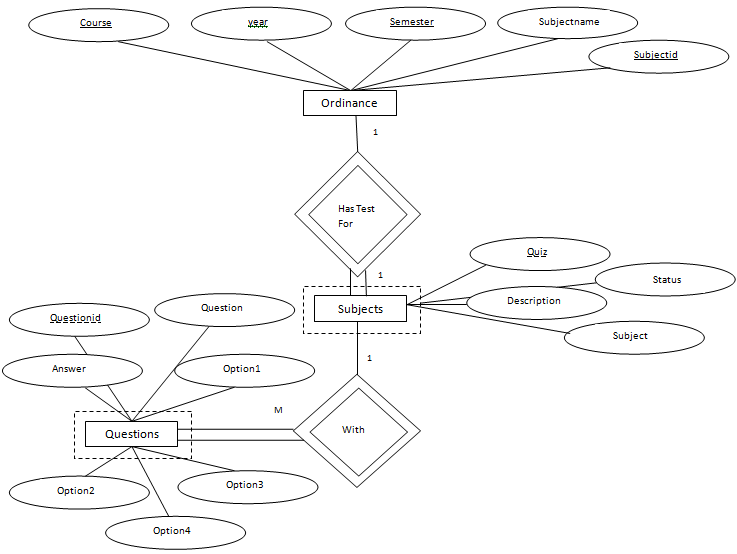 Course
year
Semester
Subjectname
Subjectid
Ordinance
1
Has Test
For
1
Quiz
Status
Description
Subjects
Subject
Question
Questionid
1
Answer
Option1
M
With
Questions
Option3
Option2
Option4